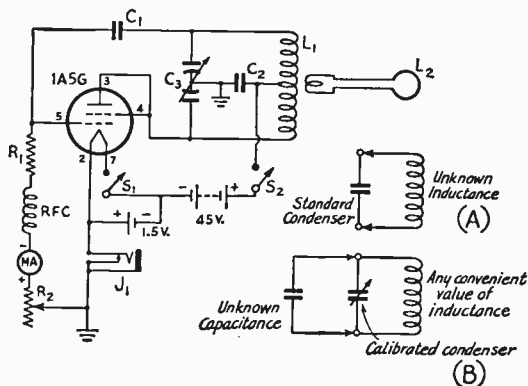 C1
L1
1A5G
3
C3
C2
L2
4
5
2
7
R1
S1
- +
S2
+ -
45V.
1.5V.
RFC
-
MA
+
R2
J1
Unknown
Inductance
Standard
Condenser
(A)
Unknown
Capacitance
Any convenient
value of
inductance
Calibrated condenser
(B)